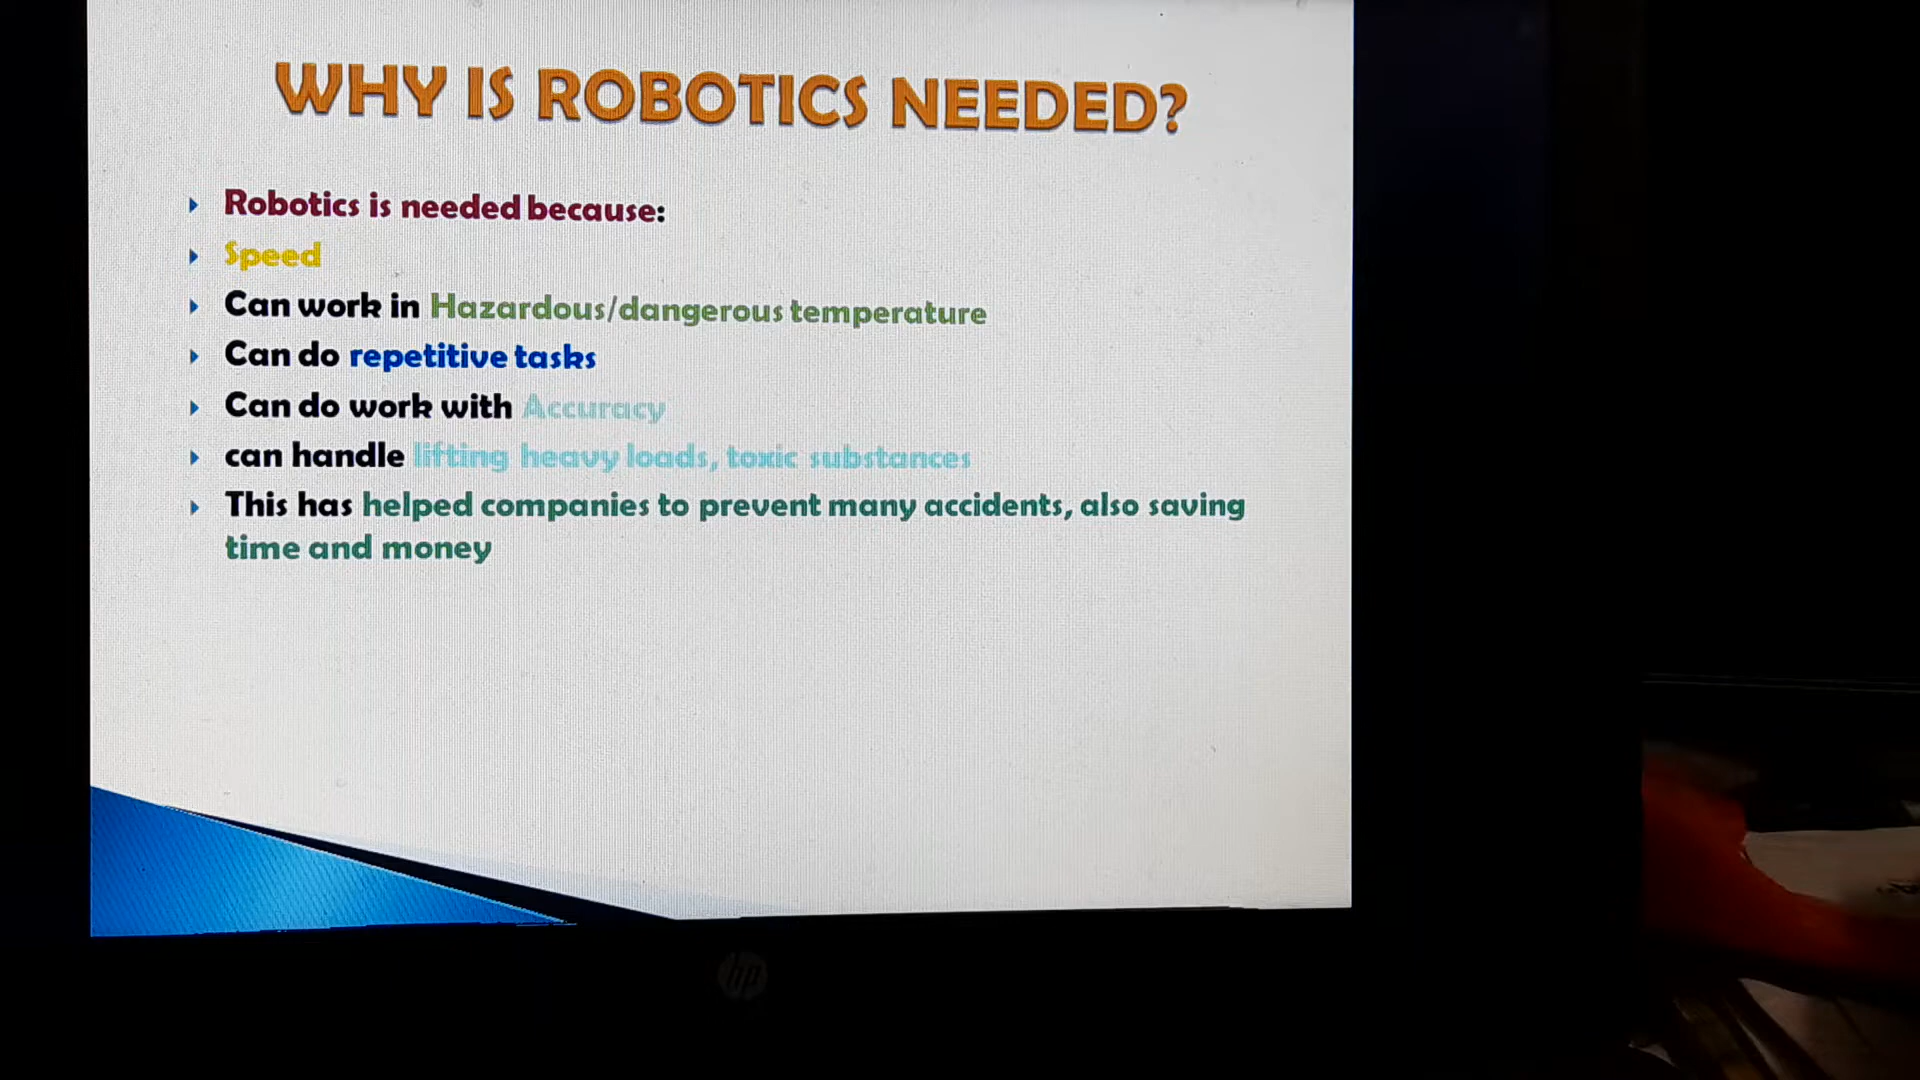 WHY IS ROBOTICS NEEDED?
Robotics is needed because:
Speed
Can work in Hazardous/dangerous temperature
Can do repetitive tasks
Can do work with Accuracy
can handle lifting heavy loads, toxic substances
This has helped companies to prevent many accidents, also saving
time and money
hp